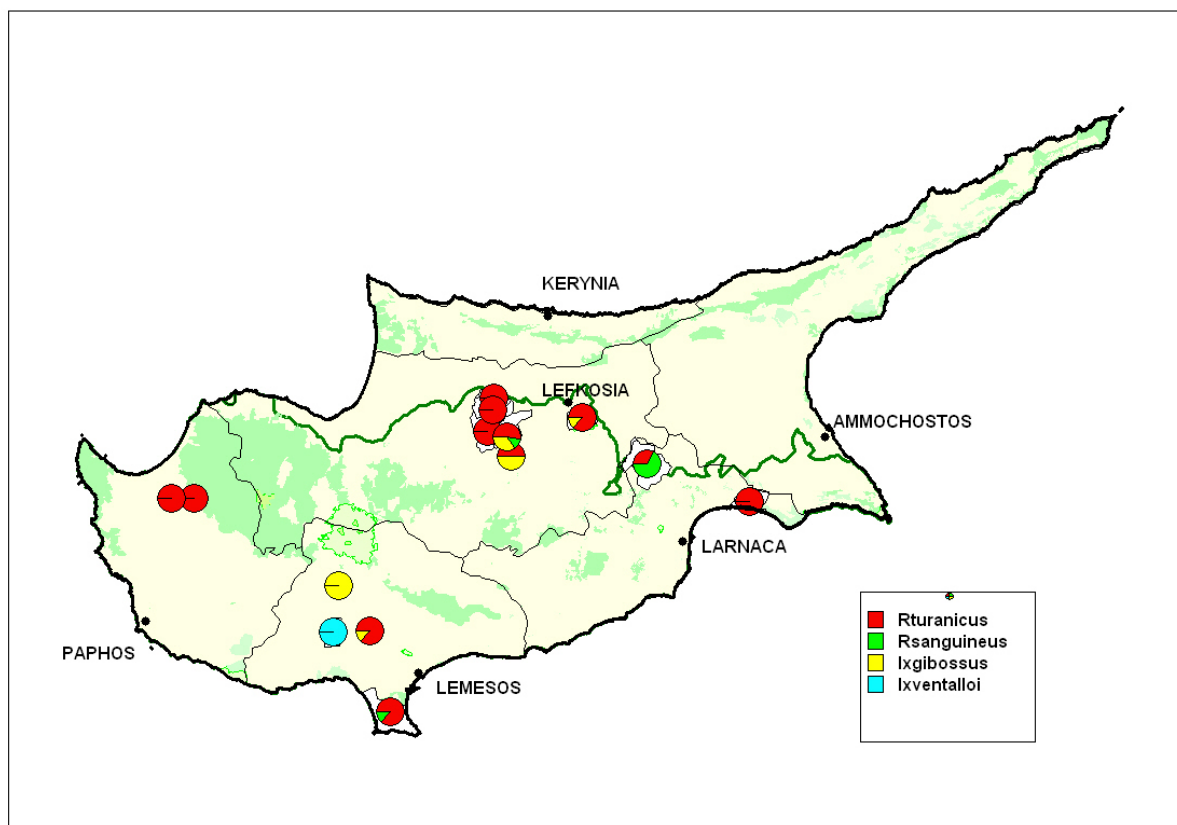 KERYNIA
LEFKOSIA
AMMOCHOSTOS
LARNACA
PAPHOS
LEMESOS
Rturanicus
Rsanguineus
Ixgibossus
Ixventalloi